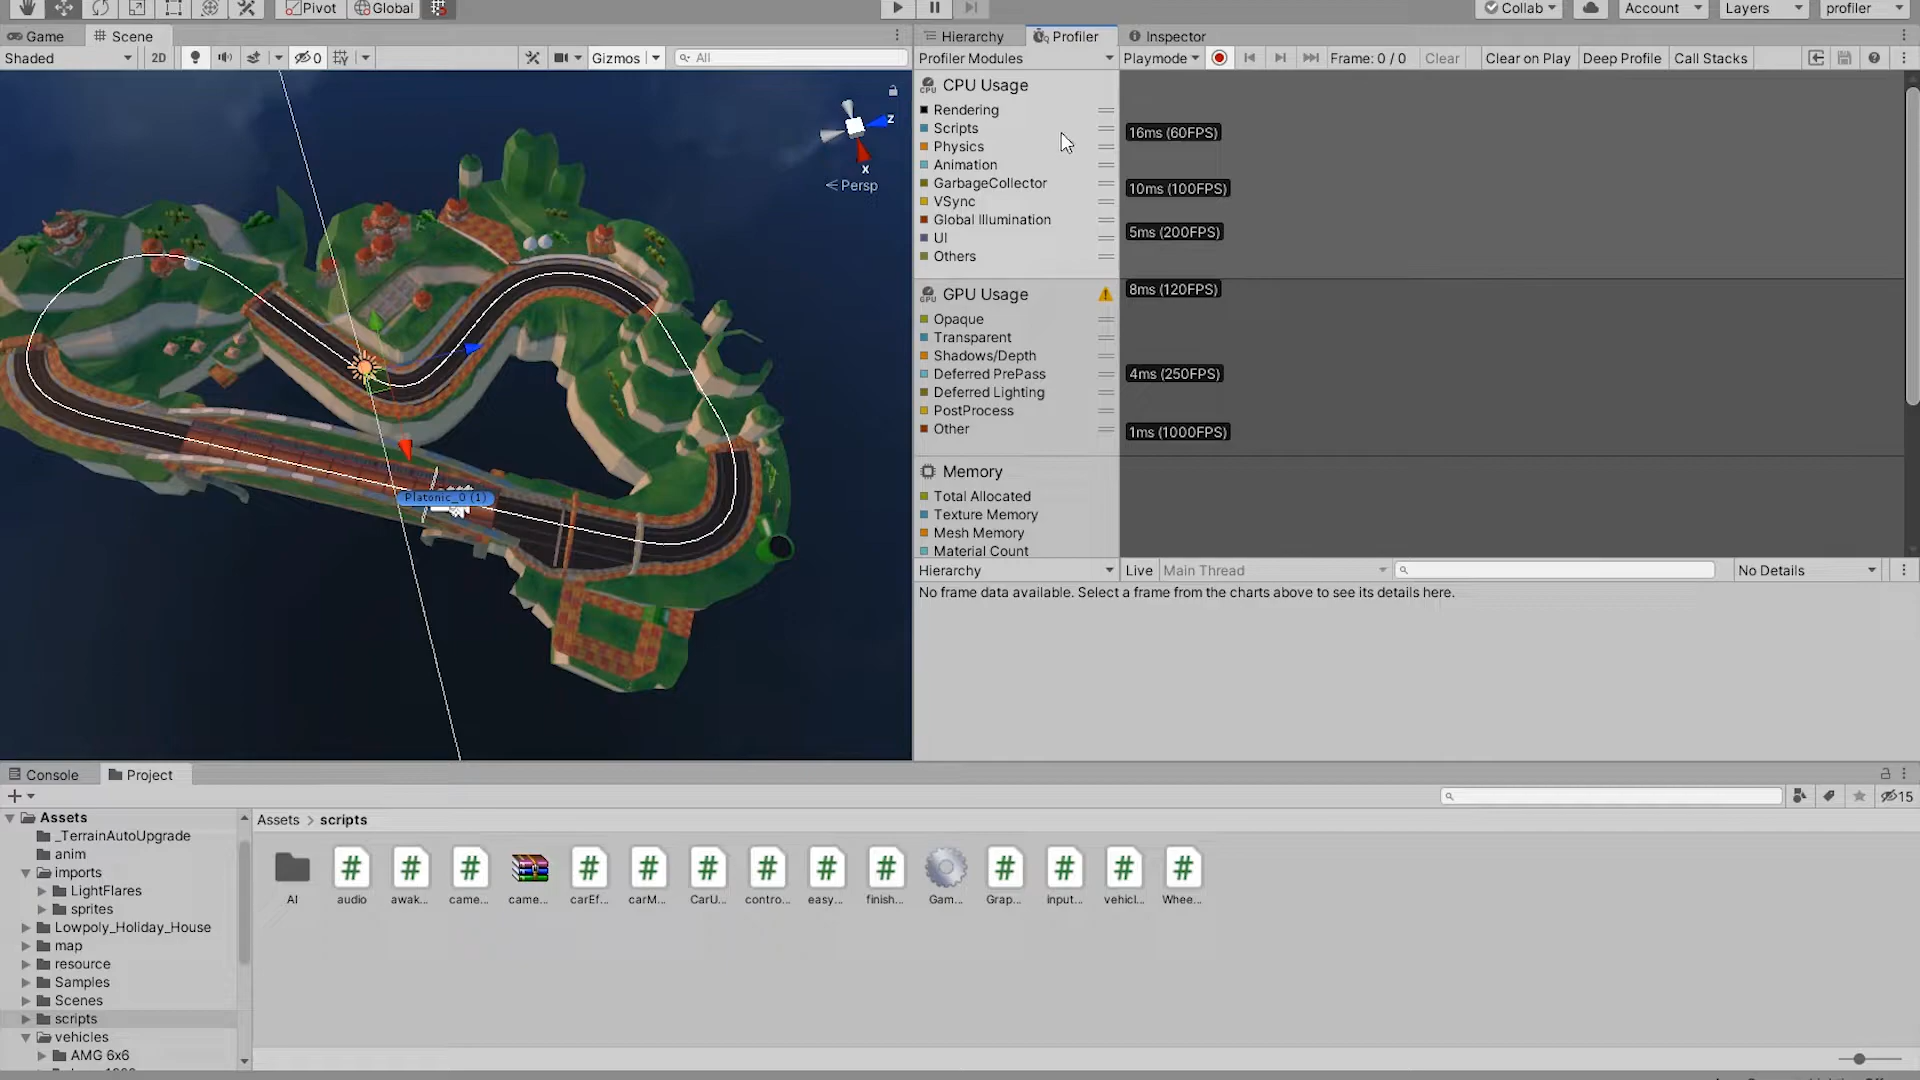 Pivot Global Collab Account Layers profiler
Game Scene
Hierarchy Profiler Inspector
Shaded 2D 0 Gizmos All
Profiler Modules Playmode Frame: 0 / 0 Clear Clear on Play Deep Profile Call Stacks
CPU Usage
Rendering
Scripts
Physics
Animation
GarbageCollector
VSync
Global Illumination
UI
Others
16ms (60FPS)
10ms (100FPS)
5ms (200FPS)
GPU Usage
Opaque
Transparent
Shadows/Depth
Deferred PrePass
Deferred Lighting
PostProcess
Other
8ms (120FPS)
4ms (250FPS)
1ms (1000FPS)
Memory
Total Allocated
Texture Memory
Mesh Memory
Material Count
z
x
Persp
Platonic_0 (1)
Hierarchy Live Main Thread No Details
No frame data available. Select a frame from the charts above to see its details here.
Console Project
15
Assets
_TerrainAutoUpgrade
anim
imports
LightFlares
sprites
Lowpoly_Holiday_House
map
resource
Samples
Scenes
scripts
vehicles
AMG 6x6
Assets > scripts
AI audio awak... came... came... carEf... carM... CarU... contro... easy... finish... Gam... Grap... input... vehicl... Whee...